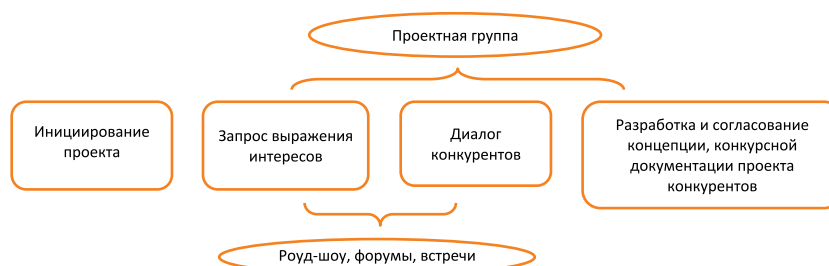 Проектная группа
Инициирование
проекта
Запрос выражения
интересов
Диалог
конкурентов
Разработка и согласование
концепции, конкурсной
документации проекта
конкурентов
Роуд-шоу, форумы, встречи